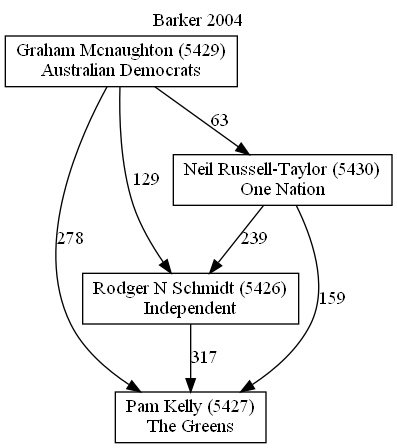 Barker 2004
Graham Mcnaughton (5429)
Australian Democrats
63
Neil Russell-Taylor (5430)
One Nation
129
278
239
Rodger N Schmidt (5426)
Independent
159
317
Pam Kelly (5427)
The Greens